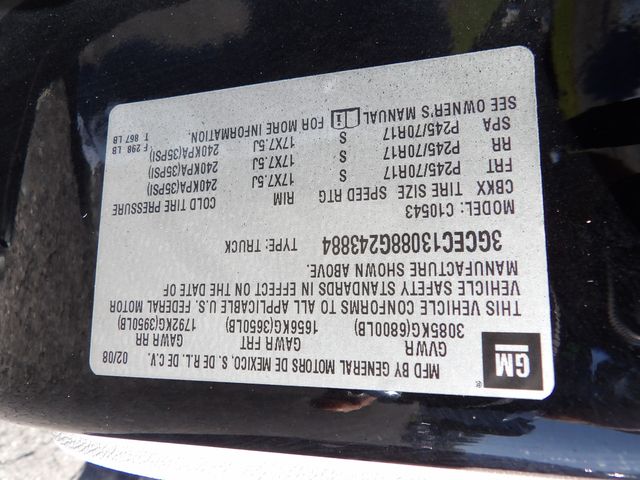 GM ®
MFD BY GENERAL MOTORS DE MEXICO, S. DE R.L. DE C.V. 02/08
GVWR GAWR FRT GAWR RR
3085KG(6800LB) 1656KG(3650LB) 1792KG(3950LB)
THIS VEHICLE CONFORMS TO ALL APPLICABLE U.S. FEDERAL MOTOR
VEHICLE SAFETY STANDARDS IN EFFECT ON THE DATE OF
MANUFACTURE SHOWN ABOVE.
3GCEC13088G243884 TYPE: TRUCK
MODEL: C10543
CBKX TIRE SIZE SPEED RTG RIM COLD TIRE PRESSURE
FRT P245/70R17 S 17X7.5J 240KPA(35PSI)
RR P245/70R17 S 17X7.5J 240KPA(35PSI)
SPA P245/70R17 S 17X7.5J 240KPA(35PSI)
SEE OWNER'S MANUAL FOR MORE INFORMATION.
F 298 LB
T 867 LB